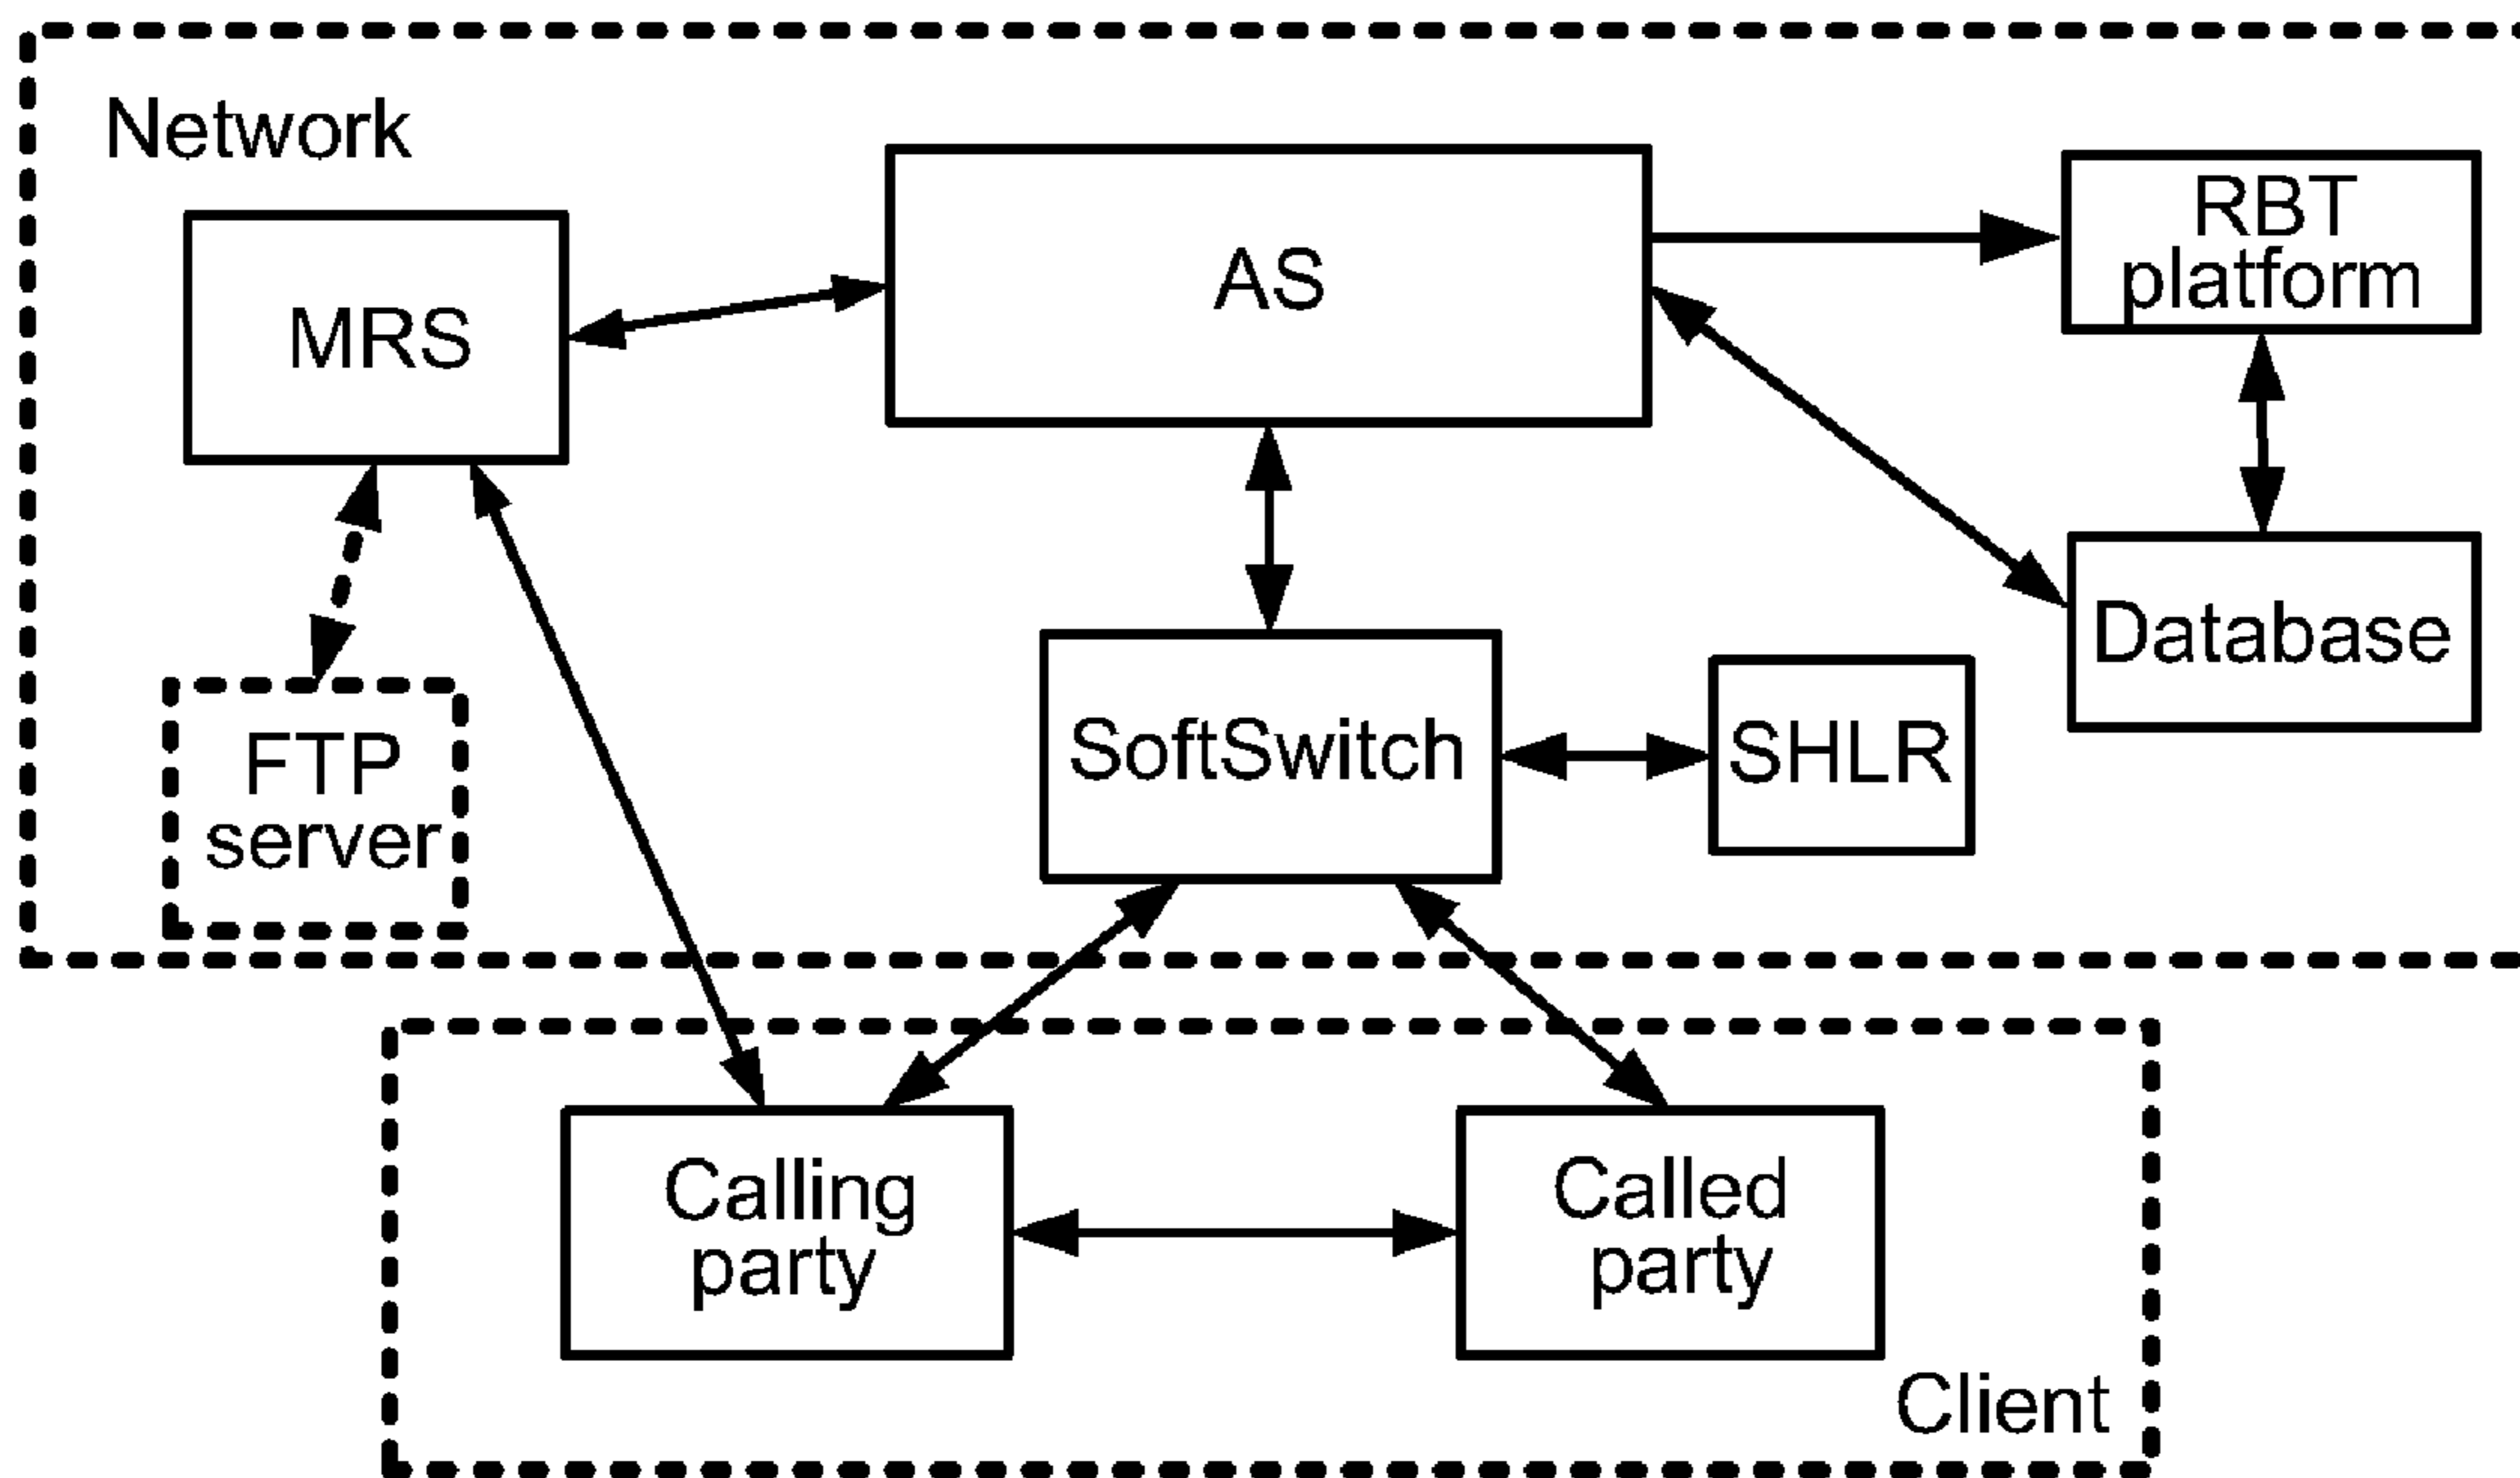 Network
RBT
platform
AS
MRS
Database
SoftSwitch
SHLR
FTP
server
Calling
party
Called
party
Client